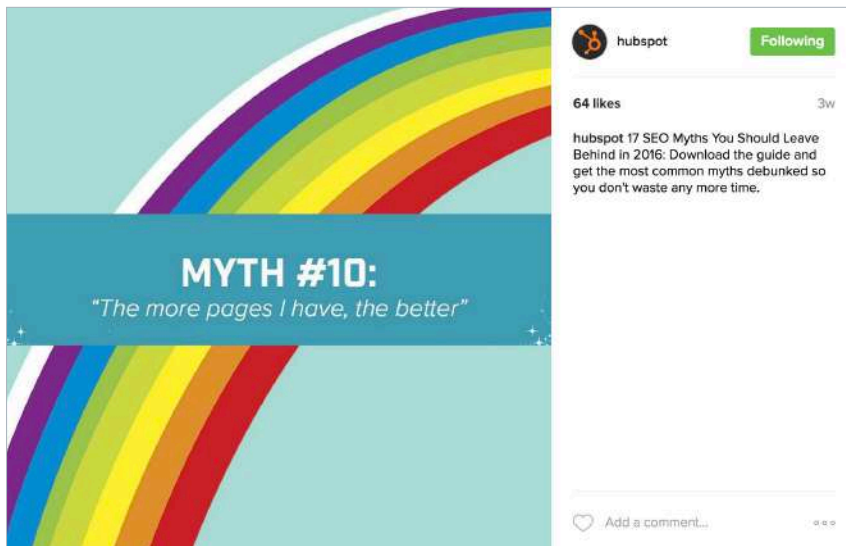 MYTH #10:
“The more pages I have, the better”
hubspot
Following
64 likes
3w
hubspot 17 SEO Myths You Should Leave
Behind in 2016: Download the guide and
get the most common myths debunked so
you don't waste any more time.
Add a comment...